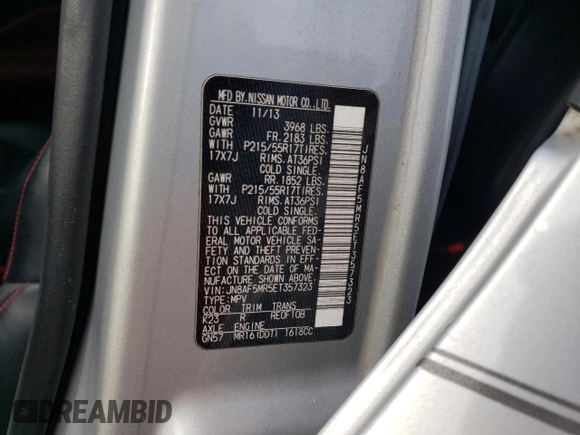 MFD BY.NISSAN MOTOR CO.,LTD.
DATE 11/13
GVWR 3968 LBS.
GAWR FR. 2183 LBS.
WITH P215/55R17TIRES.
17X7J RIMS.AT36PSI
COLD SINGLE.
GAWR RR. 1852 LBS.
WITH P215/55R17TIRES.
17X7J RIMS.AT36PSI
COLD SINGLE.
THIS VEHICLE CONFORMS
TO ALL APPLICABLE FED-
ERAL MOTOR VEHICLE SA-
FETY AND THEFT PREVEN-
TION STANDARDS IN EFF-
ECT ON THE DATE OF MA-
NUFACTURE SHOWN ABOVE.
VIN:JN8AF5MR5ET357323
TYPE:MPV
COLOR TRIM TRANS
K23 R RE0F10B
AXLE ENGINE
GN57 MR16(DDT) 1618CC
JN8AF5MR5ET357323
DREAMBID